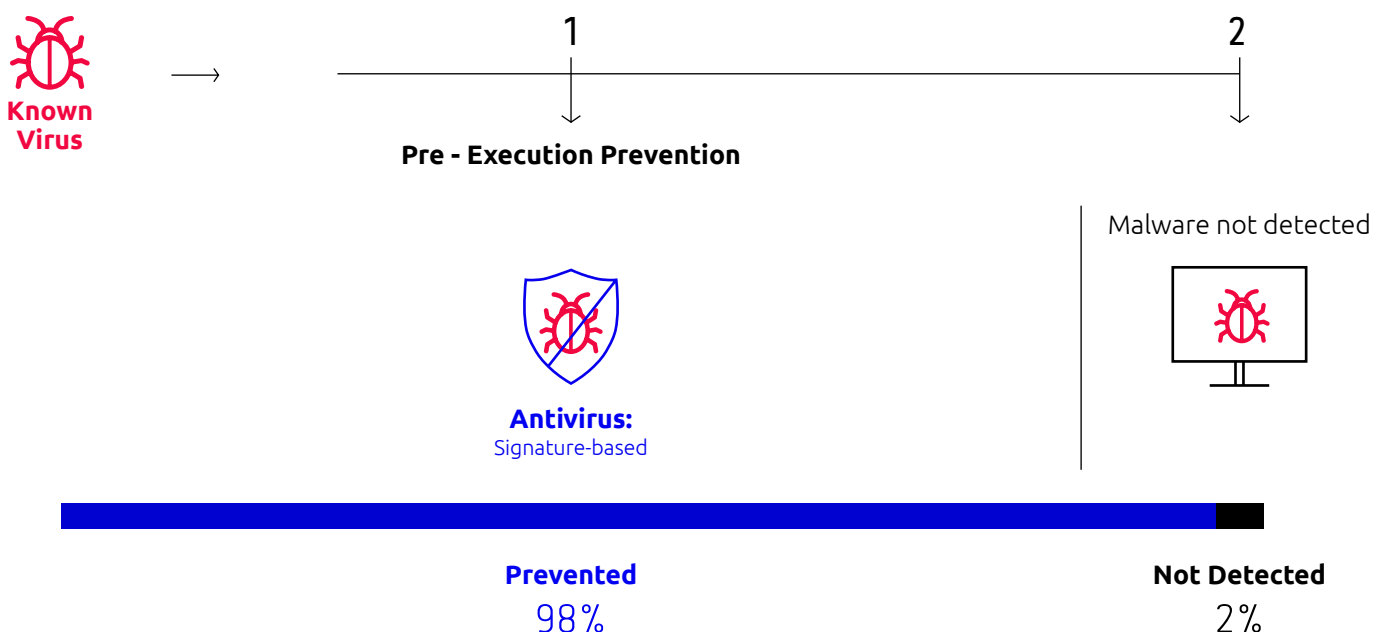 1
2
Known
Virus
Pre - Execution Prevention
Malware not detected
Antivirus:
Signature-based
Prevented
98%
Not Detected
2%